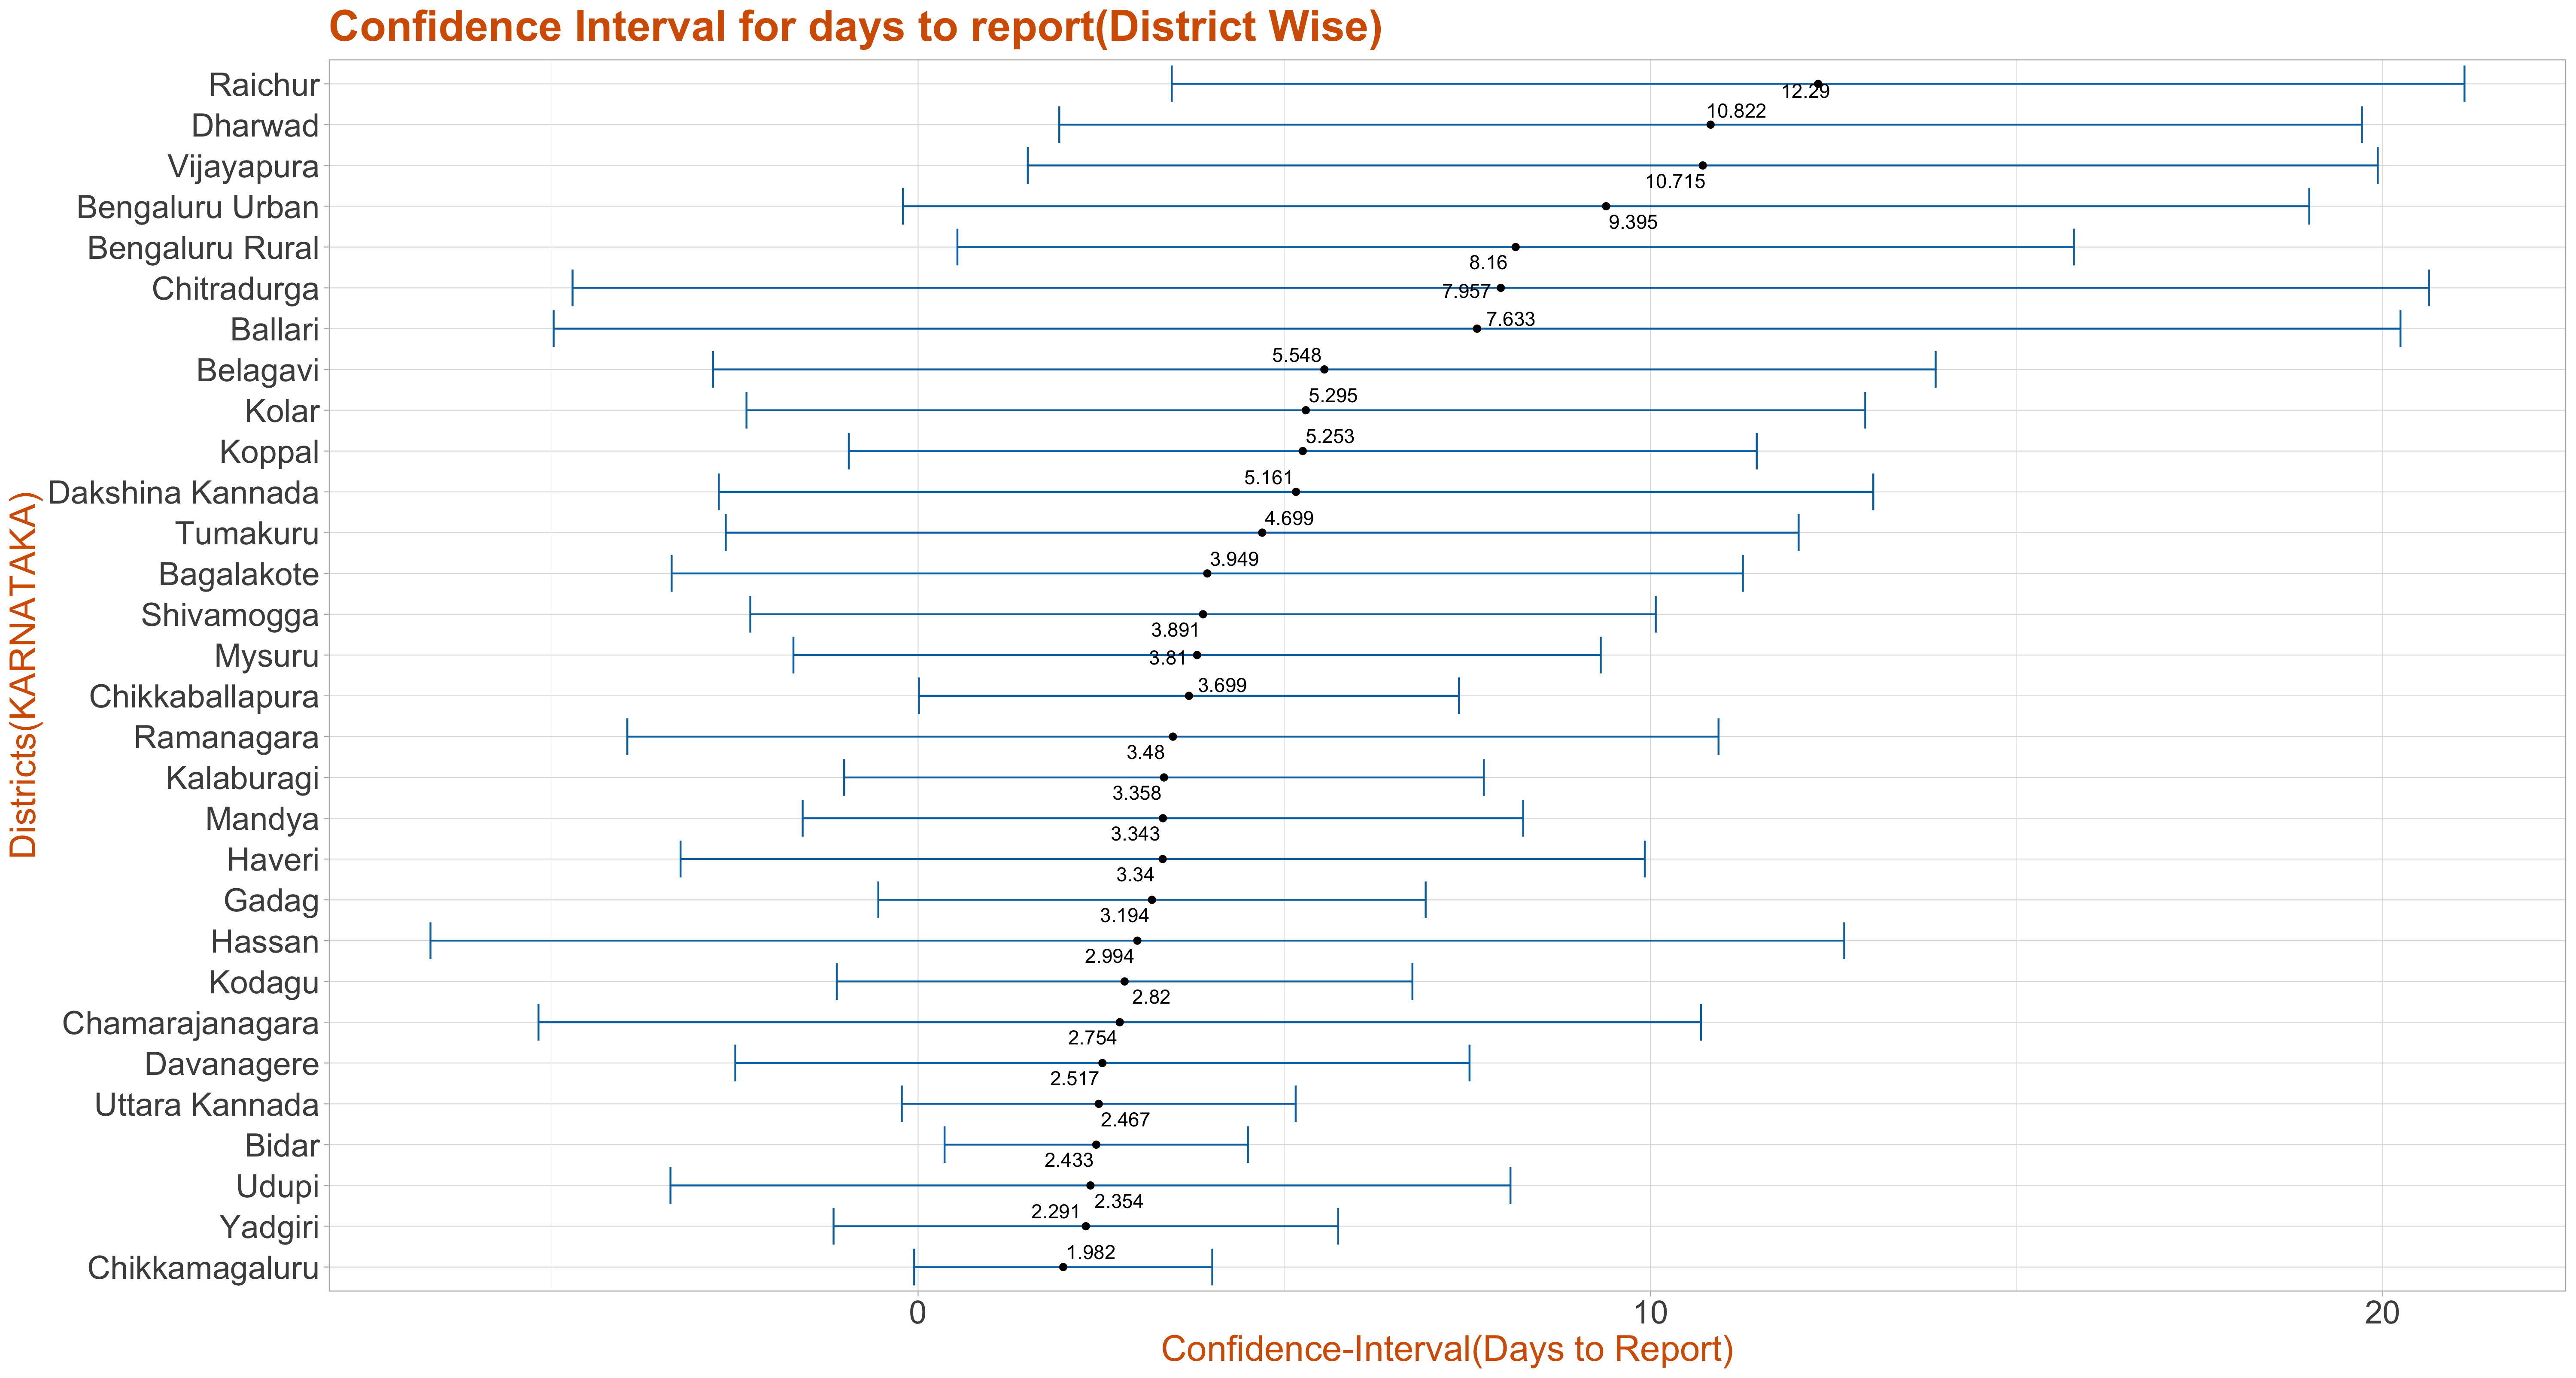 Confidence Interval for days to report(District Wise)
Districts(KARNATAKA)
Raichur
12.29
Dharwad
10.822
Vijayapura
10.715
Bengaluru Urban
9.395
Bengaluru Rural
8.16
Chitradurga
7.957
Ballari
7.633
Belagavi
5.548
Kolar
5.295
Koppal
5.253
Dakshina Kannada
5.161
Tumakuru
4.699
Bagalakote
3.949
Shivamogga
3.891
Mysuru
3.81
Chikkaballapura
3.699
Ramanagara
3.48
Kalaburagi
3.358
Mandya
3.343
Haveri
3.34
Gadag
3.194
Hassan
2.994
Kodagu
2.82
Chamarajanagara
2.754
Davanagere
2.517
Uttara Kannada
2.467
Bidar
2.433
Udupi
2.354
Yadgiri
2.291
Chikkamagaluru
1.982
0 10 20
Confidence-Interval(Days to Report)